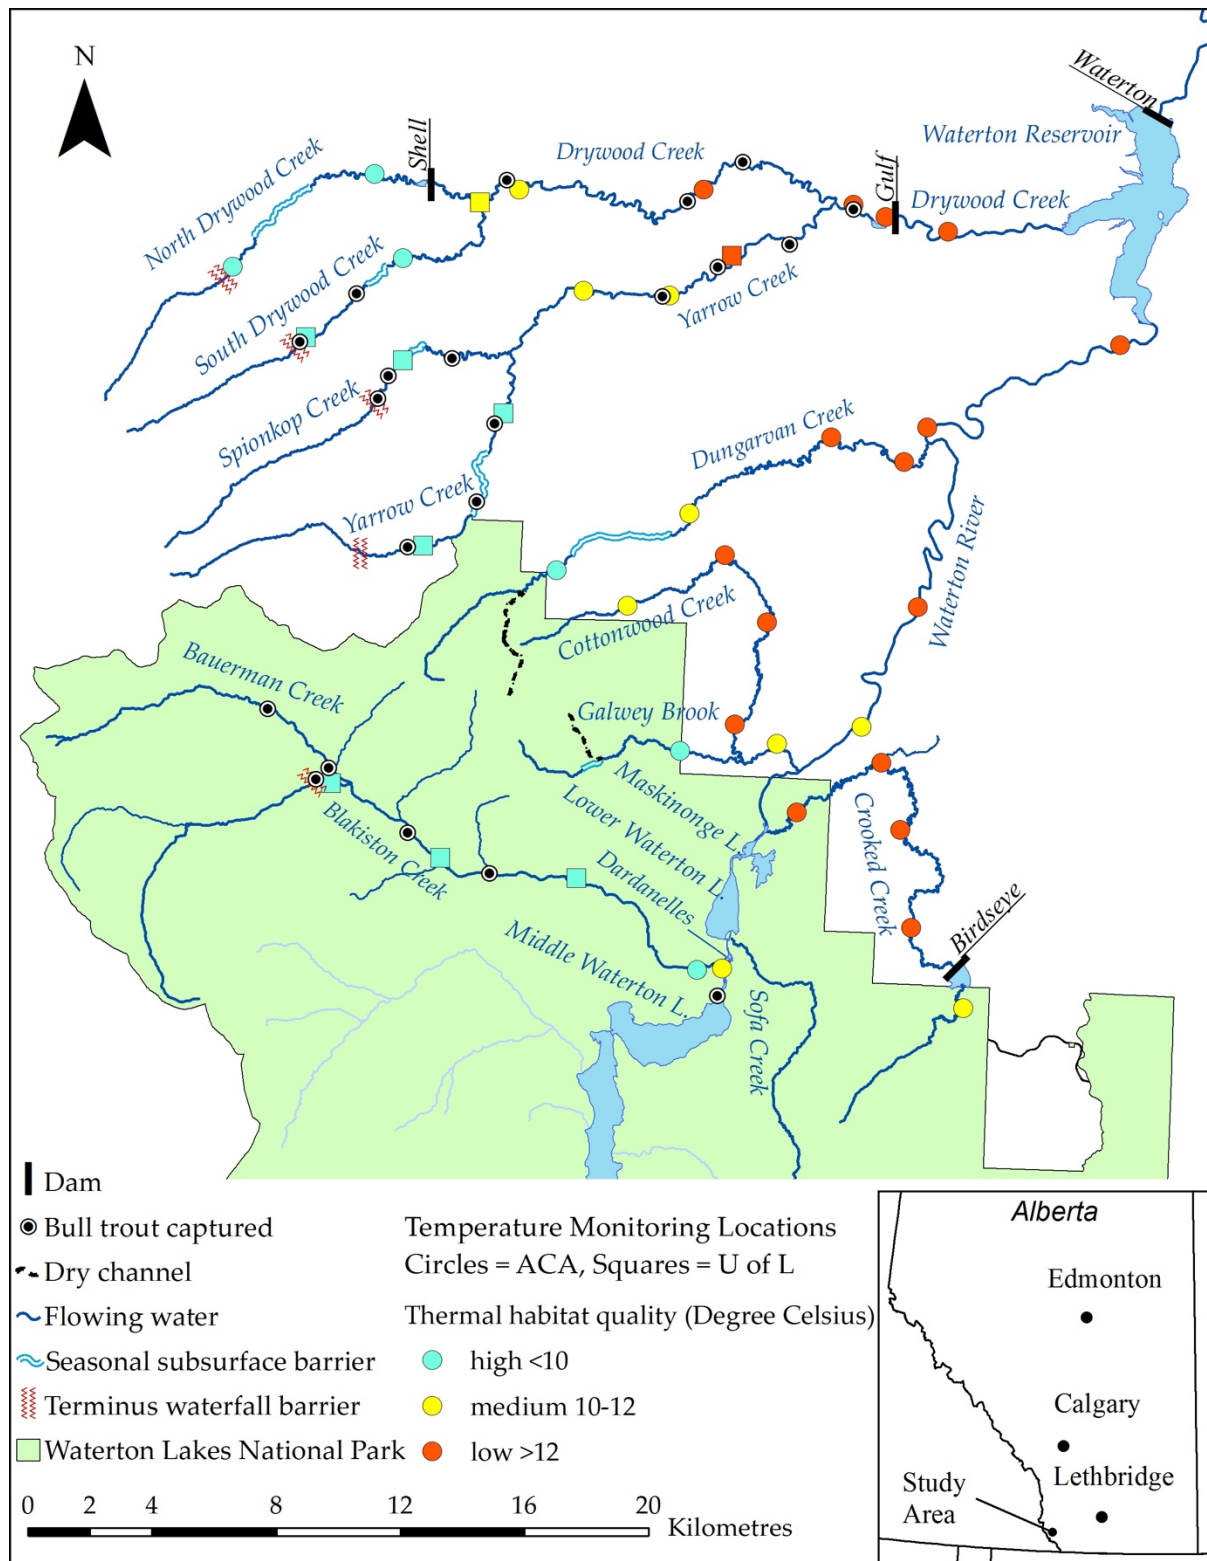 N
Waterton
Shell
Drywood Creek
Waterton Reservoir
Gulf
Drywood Creek
North Drywood Creek
South Drywood Creek
Yarrow Creek
Spionkop Creek
Dungarvan Creek
Yarrow Creek
Waterton River
Cottonwood Creek
Bauerman Creek
Galwey Brook
Maskinonge L.
Lower Waterton L.
Blakiston Creek
Dardanelles
Crooked Creek
Birdseye
Middle Waterton L.
Sofa Creek
Dam
Bull trout captured
Dry channel
Flowing water
Seasonal subsurface barrier
Terminus waterfall barrier
Waterton Lakes National Park
Temperature Monitoring Locations
Circles = ACA, Squares = U of L
Thermal habitat quality (Degree Celsius)
high <10
medium 10-12
low >12
0 2 4 8 12 16 20
Kilometres
Alberta
Edmonton
Calgary
Lethbridge
Study
Area